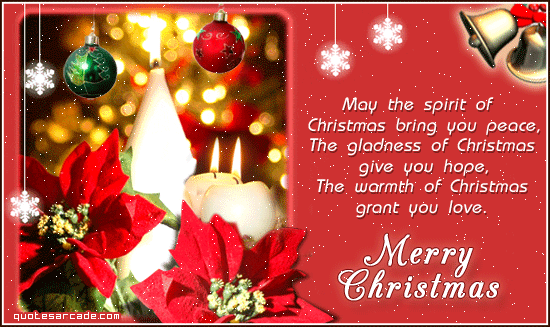 May the spirit of
Christmas bring you peace,
The gladness of Christmas
give you hope,
The warmth of Christmas
grant you love.
Merry
Christmas
quotesarcade.com